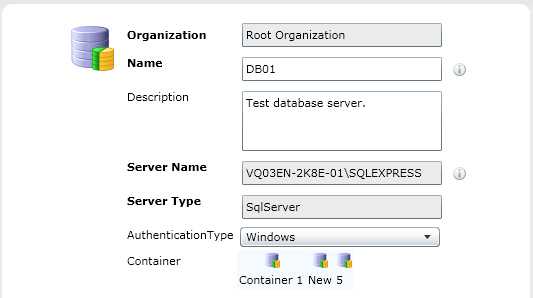 Organization Root Organization
Name DB01
Description Test database server.
Server Name VQ03EN-2K8E-01\SQLEXPRESS
Server Type SqlServer
AuthenticationType Windows
Container
Container 1 New 5